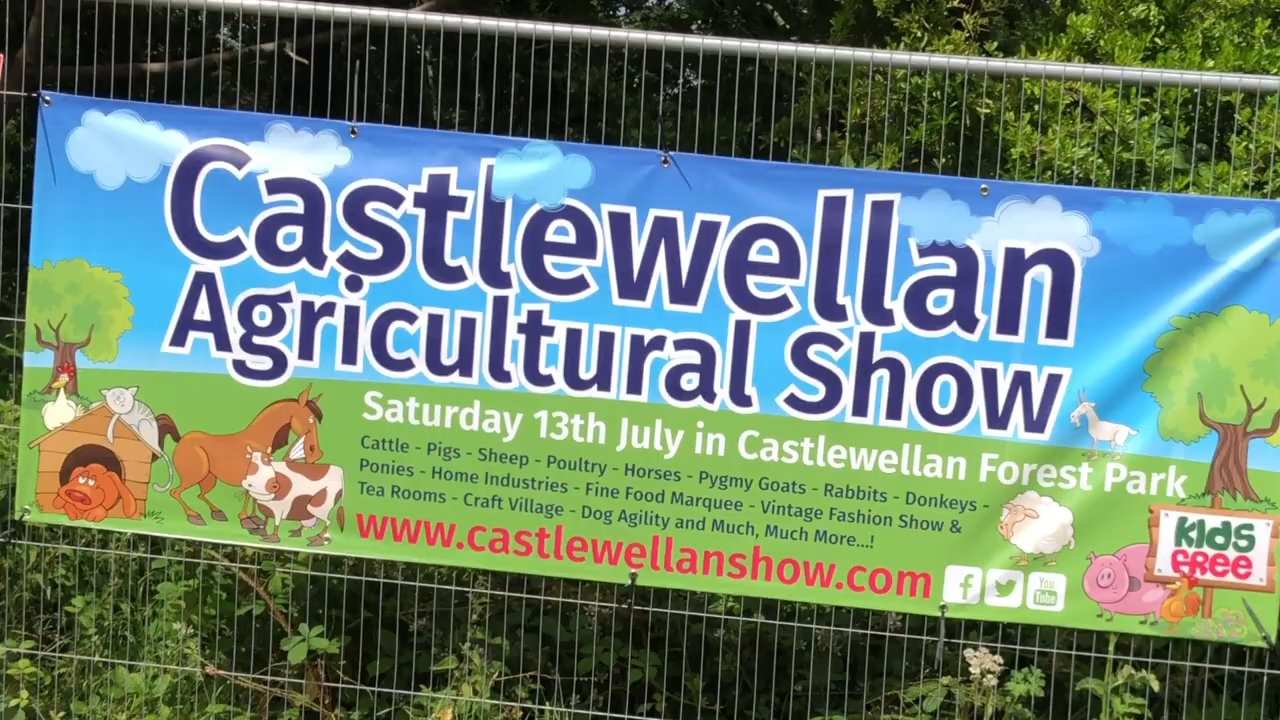 Castlewellan
Agricultural Show
Saturday 13th July in Castlewellan Forest Park
Cattle - Pigs - Sheep - Poultry - Horses - Pygmy Goats - Rabbits - Donkeys -
Ponies - Home Industries - Fine Food Marquee - Vintage Fashion Show &
Tea Rooms - Craft Village - Dog Agility and Much, Much More...!
www.castlewellanshow.com
f
You
Tube
KIDS
FREE